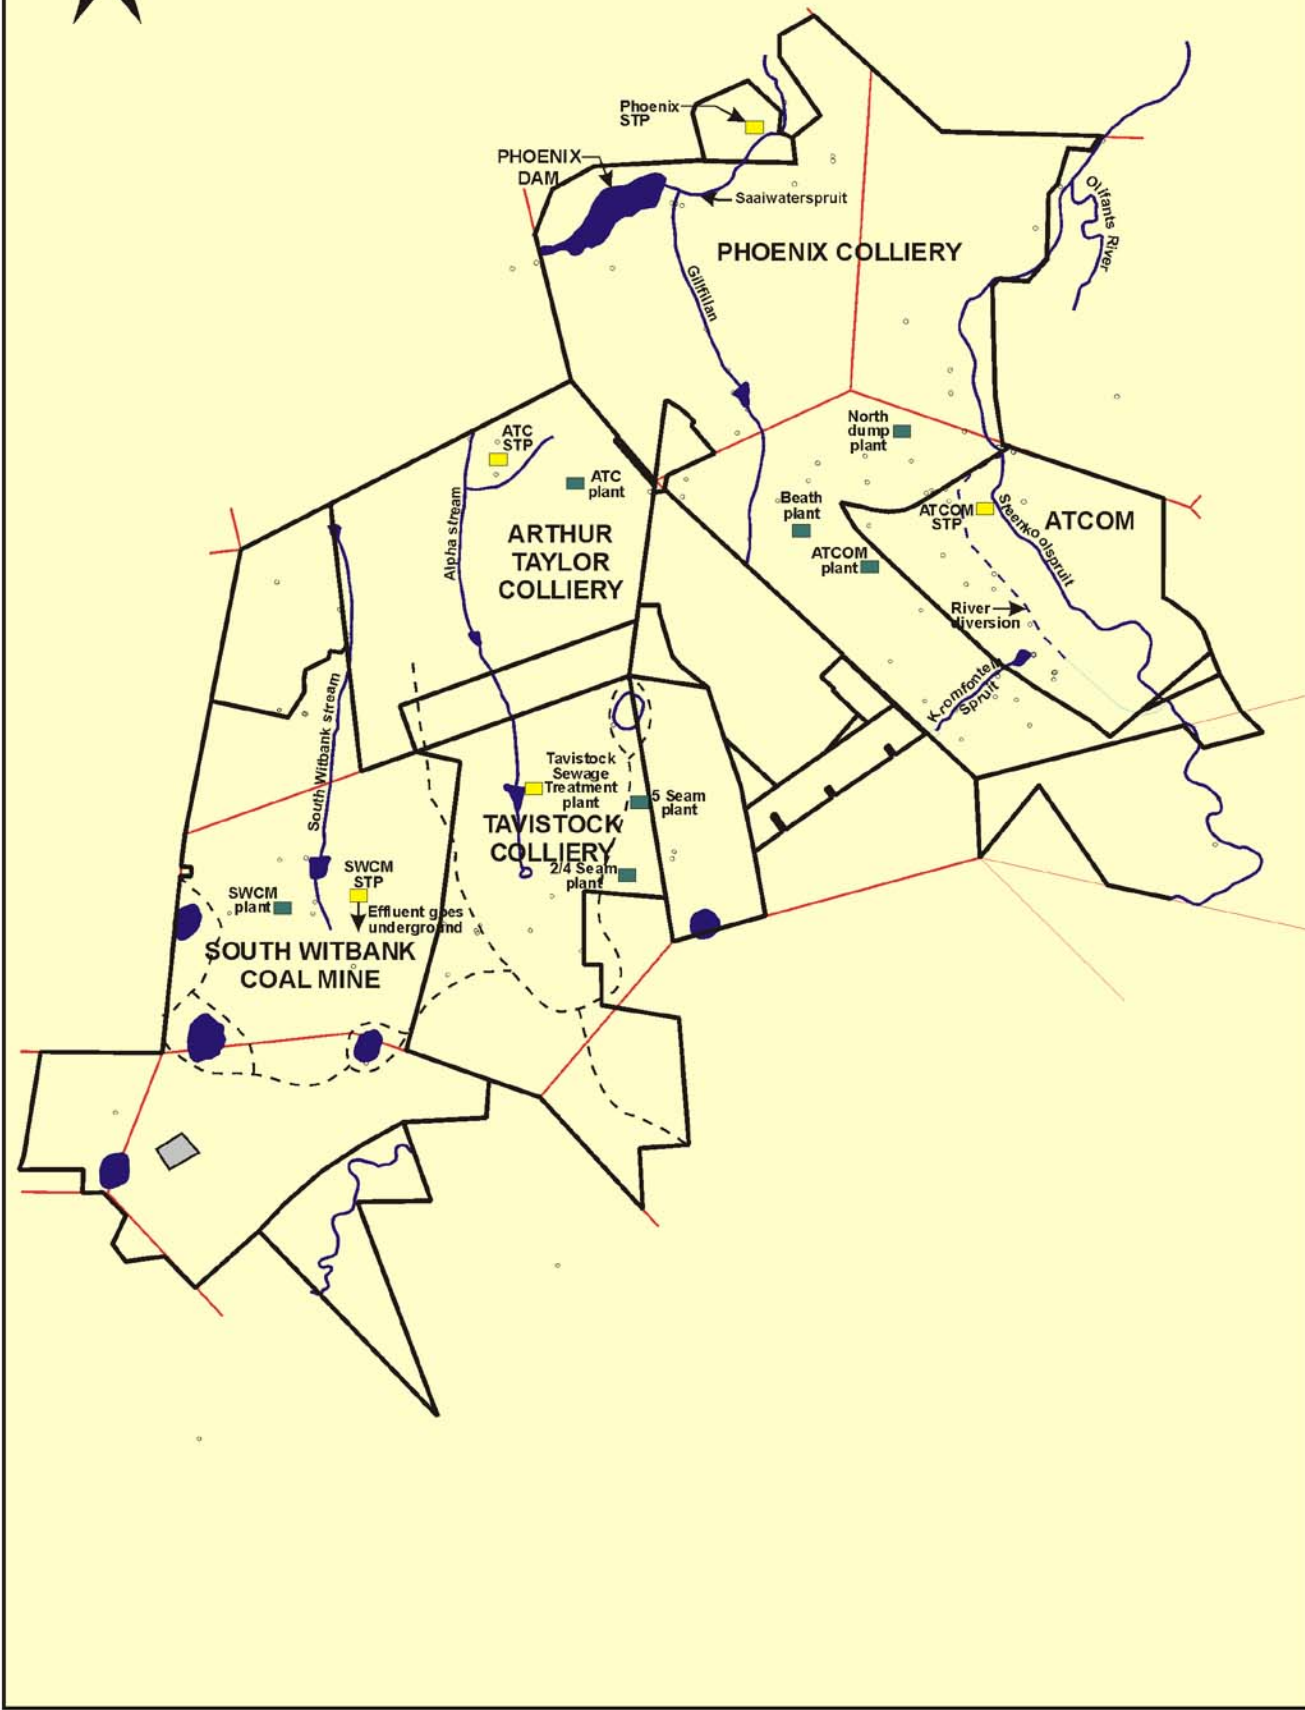 Phoenix
STP
PHOENIX
DAM
Saaiwaterspruit
Olifants River
PHOENIX COLLIERY
Gillfillan
North
dump
plant
ATC
STP
ATC
plant
Alpha stream
Beath
plant
ATCOM
STP
Steenkoolspruit
ATCOM
ARTHUR
TAYLOR
COLLIERY
ATCOM
plant
River
diversion
Kromfontein
Spruit
South Witbank stream
Tavistock
Sewage
Treatment
plant
5 Seam
plant
TAVISTOCK
COLLIERY
2/4 Seam
plant
SWCM
STP
SWCM
plant
Effluent goes
underground
SOUTH WITBANK
COAL MINE